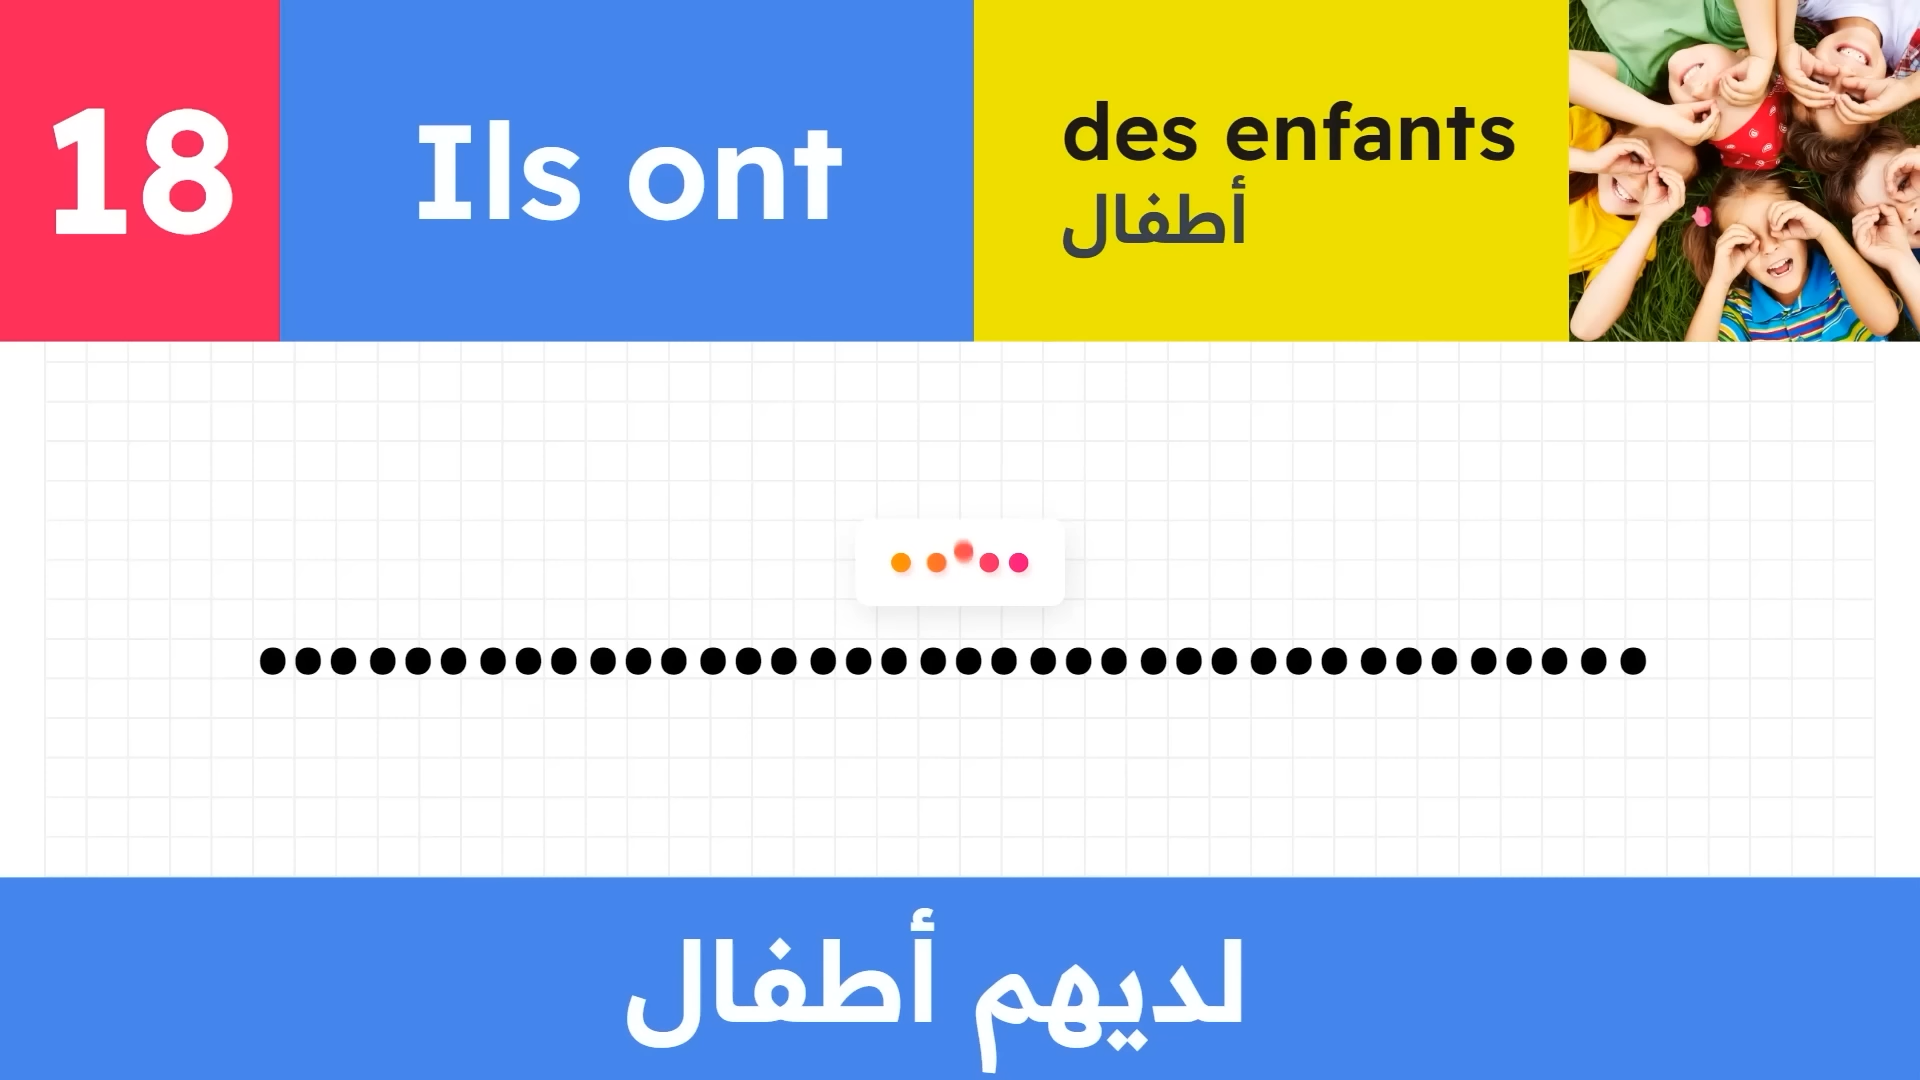 18
Ils ont
des enfants
أطفال
......................................
لديهم أطفال